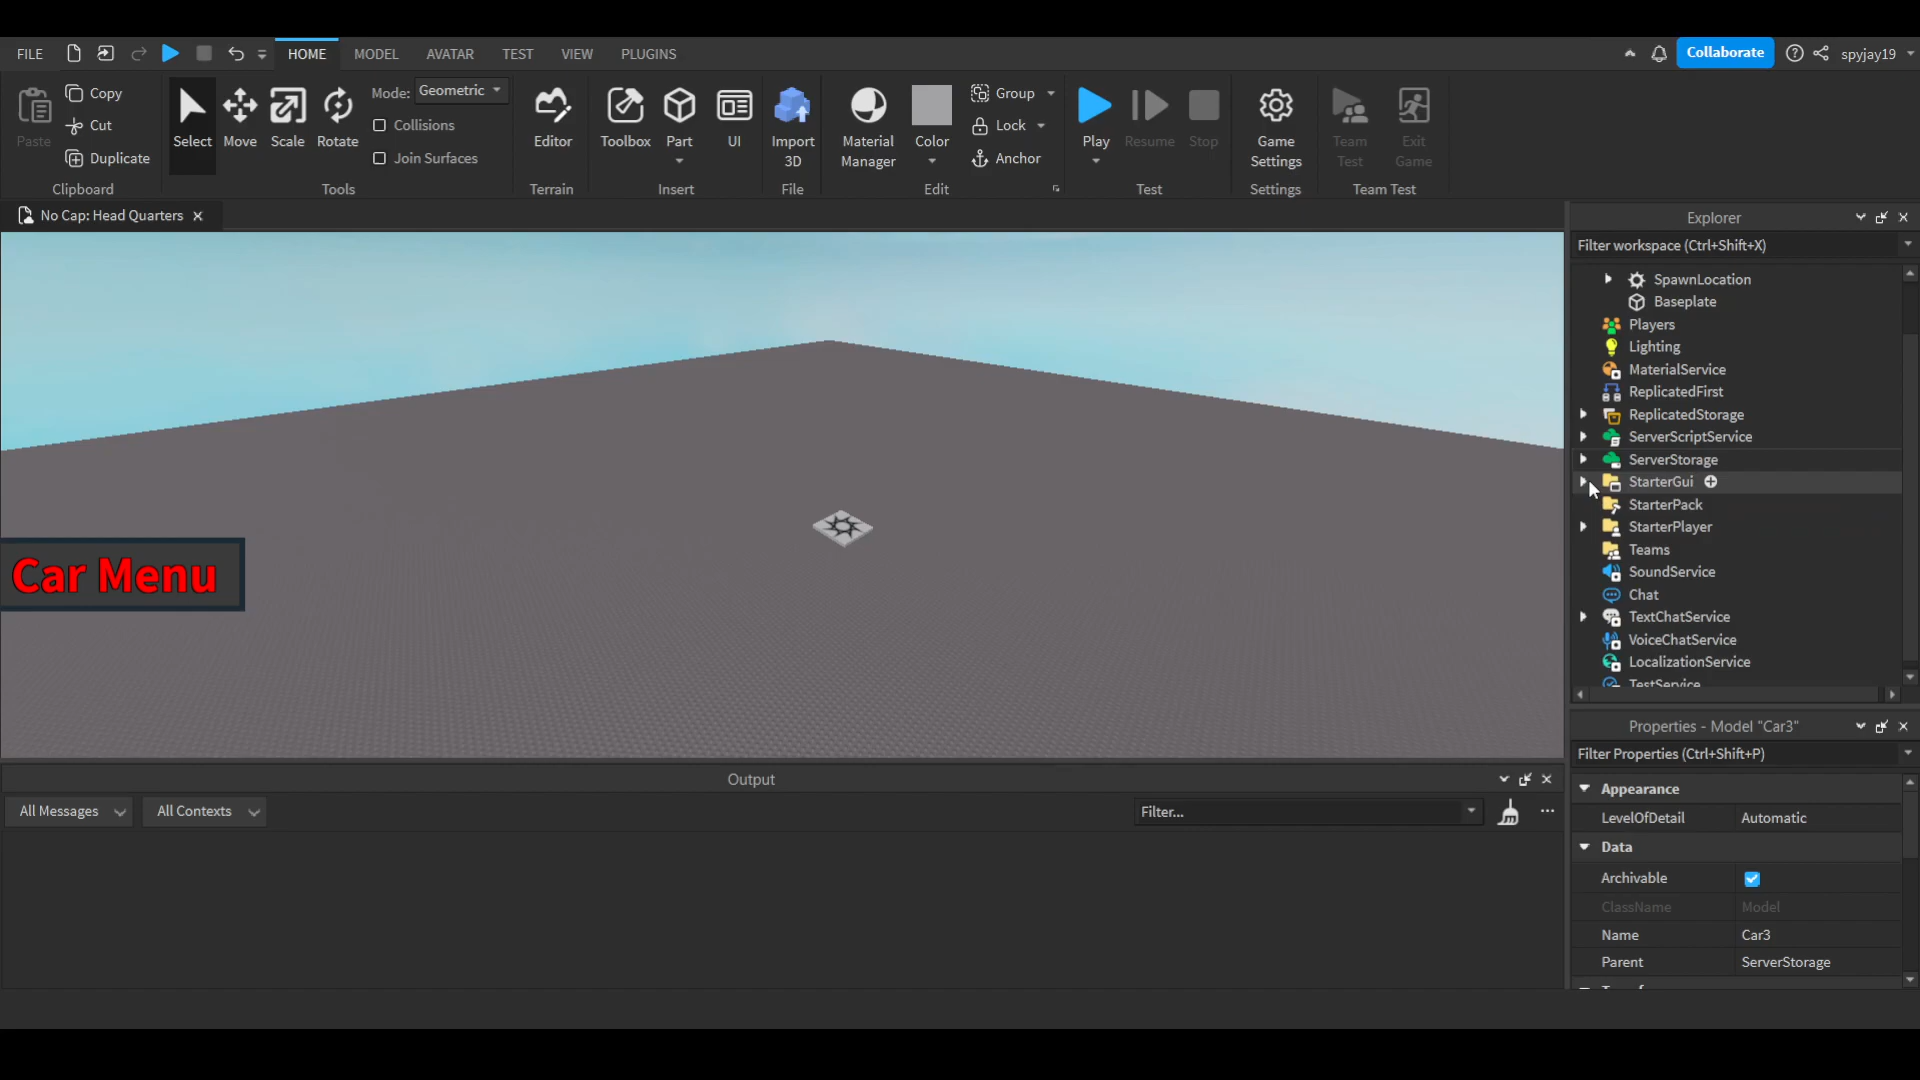 FILE
HOME
MODEL
AVATAR
TEST
VIEW
PLUGINS
Collaborate
spyjay19
Paste
Copy
Cut
Duplicate
Clipboard
Select
Move
Scale
Rotate
Mode: Geometric
Collisions
Join Surfaces
Tools
Editor
Terrain
Toolbox
Part
UI
Insert
Import
3D
File
Material
Manager
Color
Group
Lock
Anchor
Edit
Play
Resume
Stop
Test
Game
Settings
Settings
Team
Test
Exit
Game
Team Test
No Cap: Head Quarters
Car Menu
Explorer
Filter workspace (Ctrl+Shift+X)
SpawnLocation
Baseplate
Players
Lighting
MaterialService
ReplicatedFirst
ReplicatedStorage
ServerScriptService
ServerStorage
StarterGui
StarterPack
StarterPlayer
Teams
SoundService
Chat
TextChatService
VoiceChatService
LocalizationService
TestService
Properties - Model "Car3"
Filter Properties (Ctrl+Shift+P)
Appearance
LevelOfDetail Automatic
Data
Archivable
ClassName Model
Name Car3
Parent ServerStorage
Output
All Messages
All Contexts
Filter...